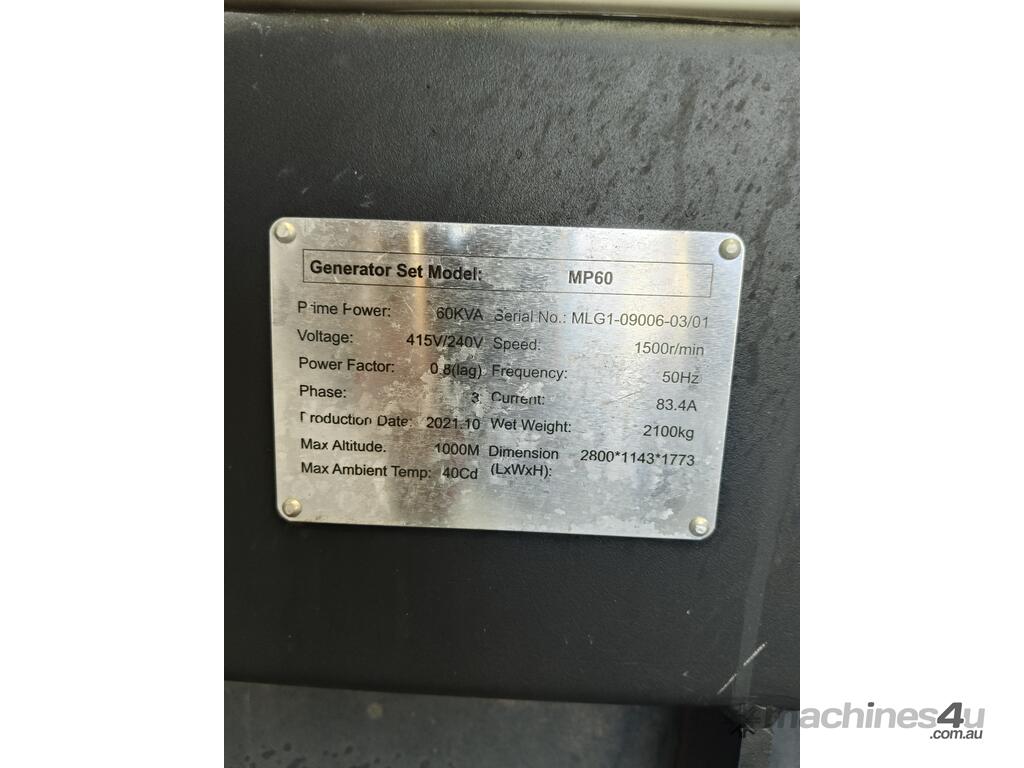 Generator Set Model: MP60
Prime Power: 60KVA Serial No.: MLG1-09006-03/01
Voltage: 415V/240V Speed: 1500r/min
Power Factor: 0.8(lag) Frequency: 50Hz
Phase: 3 Current: 83.4A
Production Date: 2021.10 Wet Weight: 2100kg
Max Altitude. 1000M Dimension 2800*1143*1773
Max Ambient Temp: 40Cd (LxWxH):
machines4u
.com.au